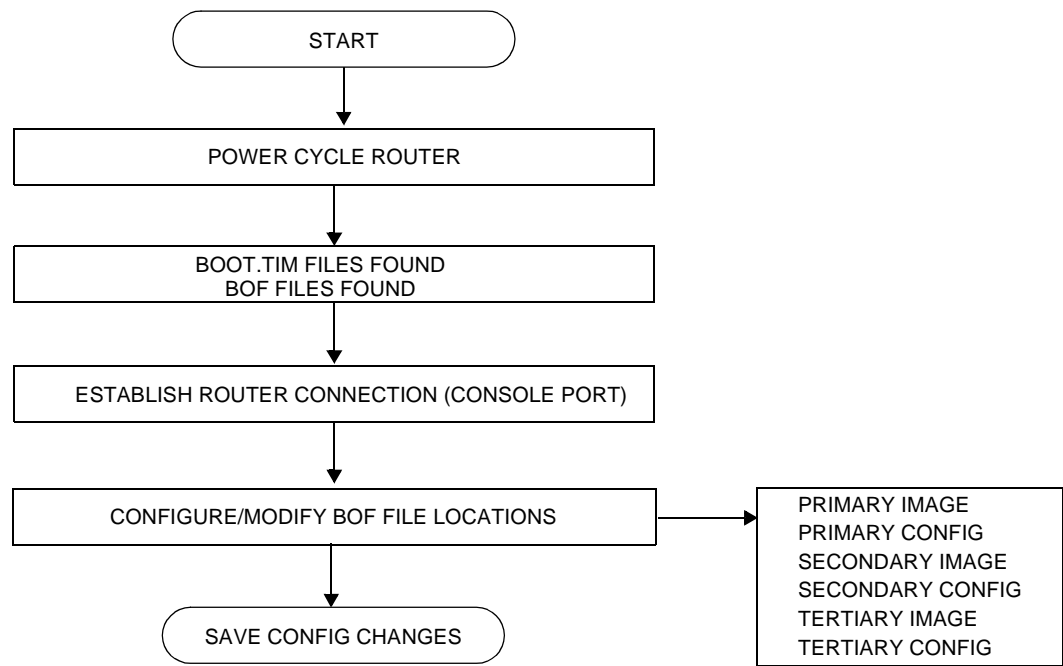 START
POWER CYCLE ROUTER
BOOT.TIM FILES FOUND
BOF FILES FOUND
ESTABLISH ROUTER CONNECTION (CONSOLE PORT)
CONFIGURE/MODIFY BOF FILE LOCATIONS
PRIMARY IMAGE
PRIMARY CONFIG
SECONDARY IMAGE
SECONDARY CONFIG
TERTIARY IMAGE
TERTIARY CONFIG
SAVE CONFIG CHANGES